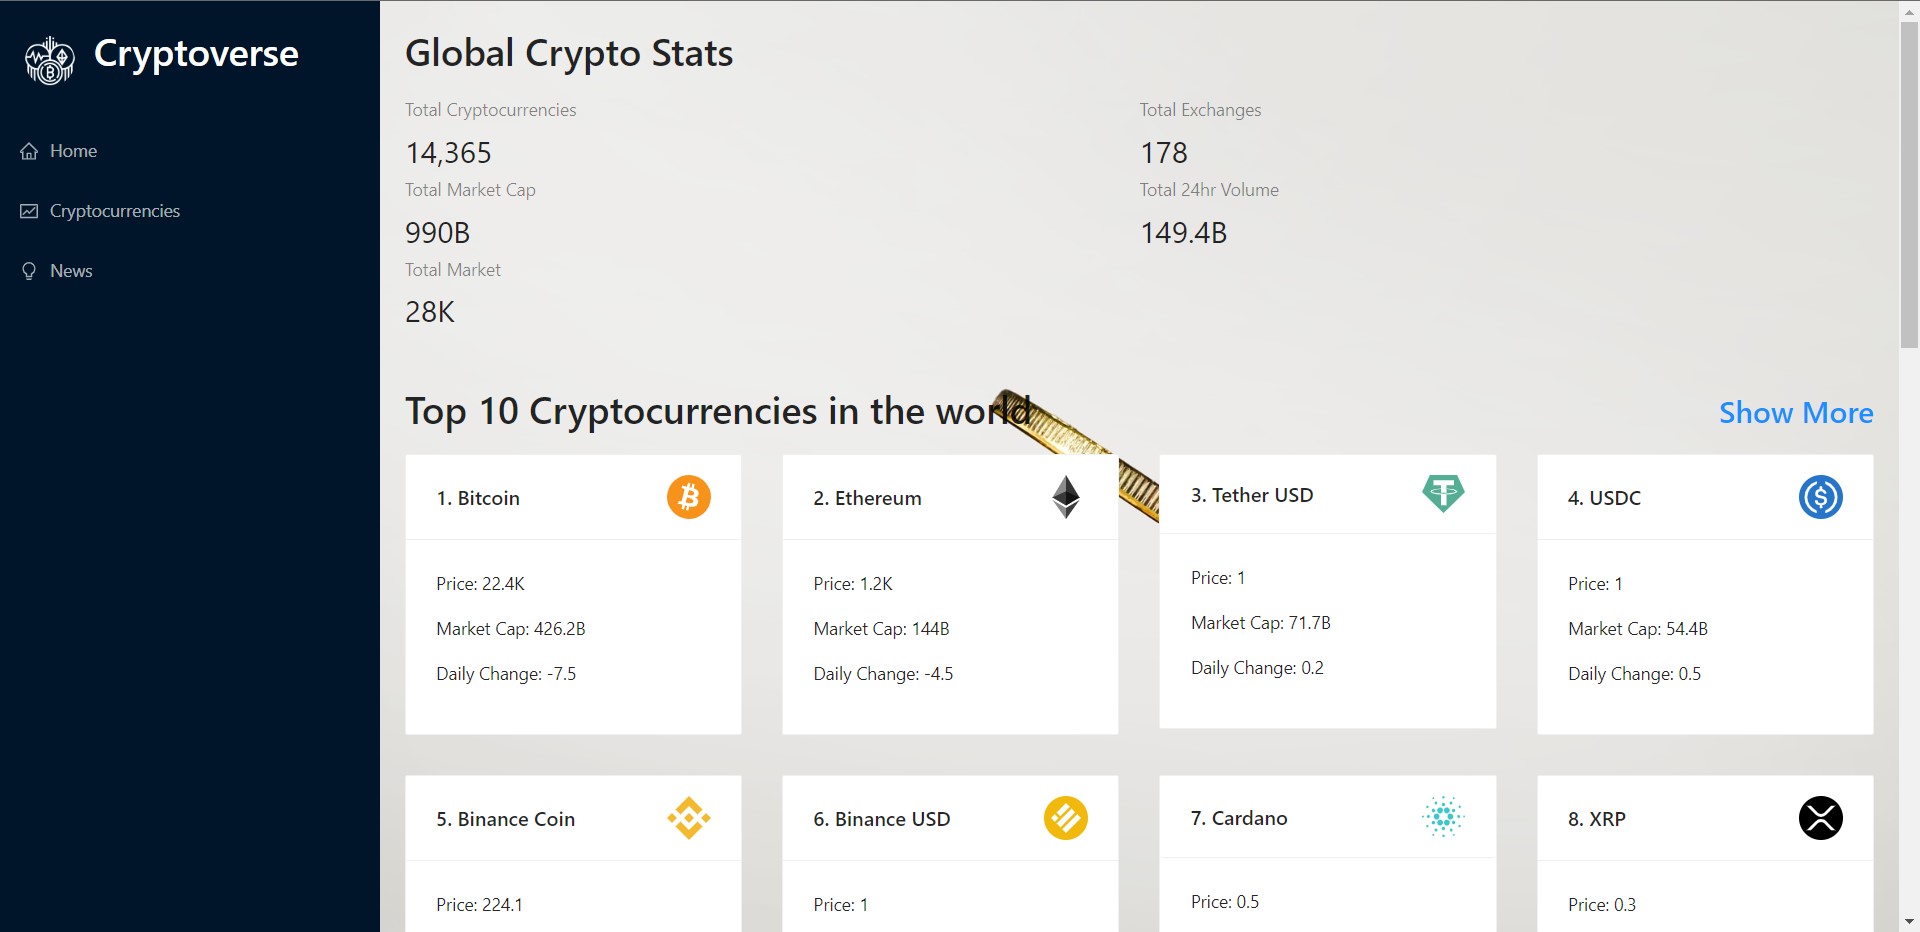 Cryptoverse
Home
Cryptocurrencies
News
Global Crypto Stats
Total Cryptocurrencies
14,365
Total Exchanges
178
Total Market Cap
990B
Total 24hr Volume
149.4B
Total Market
28K
Top 10 Cryptocurrencies in the world
Show More
1. Bitcoin
Price: 22.4K
Market Cap: 426.2B
Daily Change: -7.5
2. Ethereum
Price: 1.2K
Market Cap: 144B
Daily Change: -4.5
3. Tether USD
Price: 1
Market Cap: 71.7B
Daily Change: 0.2
4. USDC
Price: 1
Market Cap: 54.4B
Daily Change: 0.5
5. Binance Coin
Price: 224.1
6. Binance USD
Price: 1
7. Cardano
Price: 0.5
8. XRP
Price: 0.3